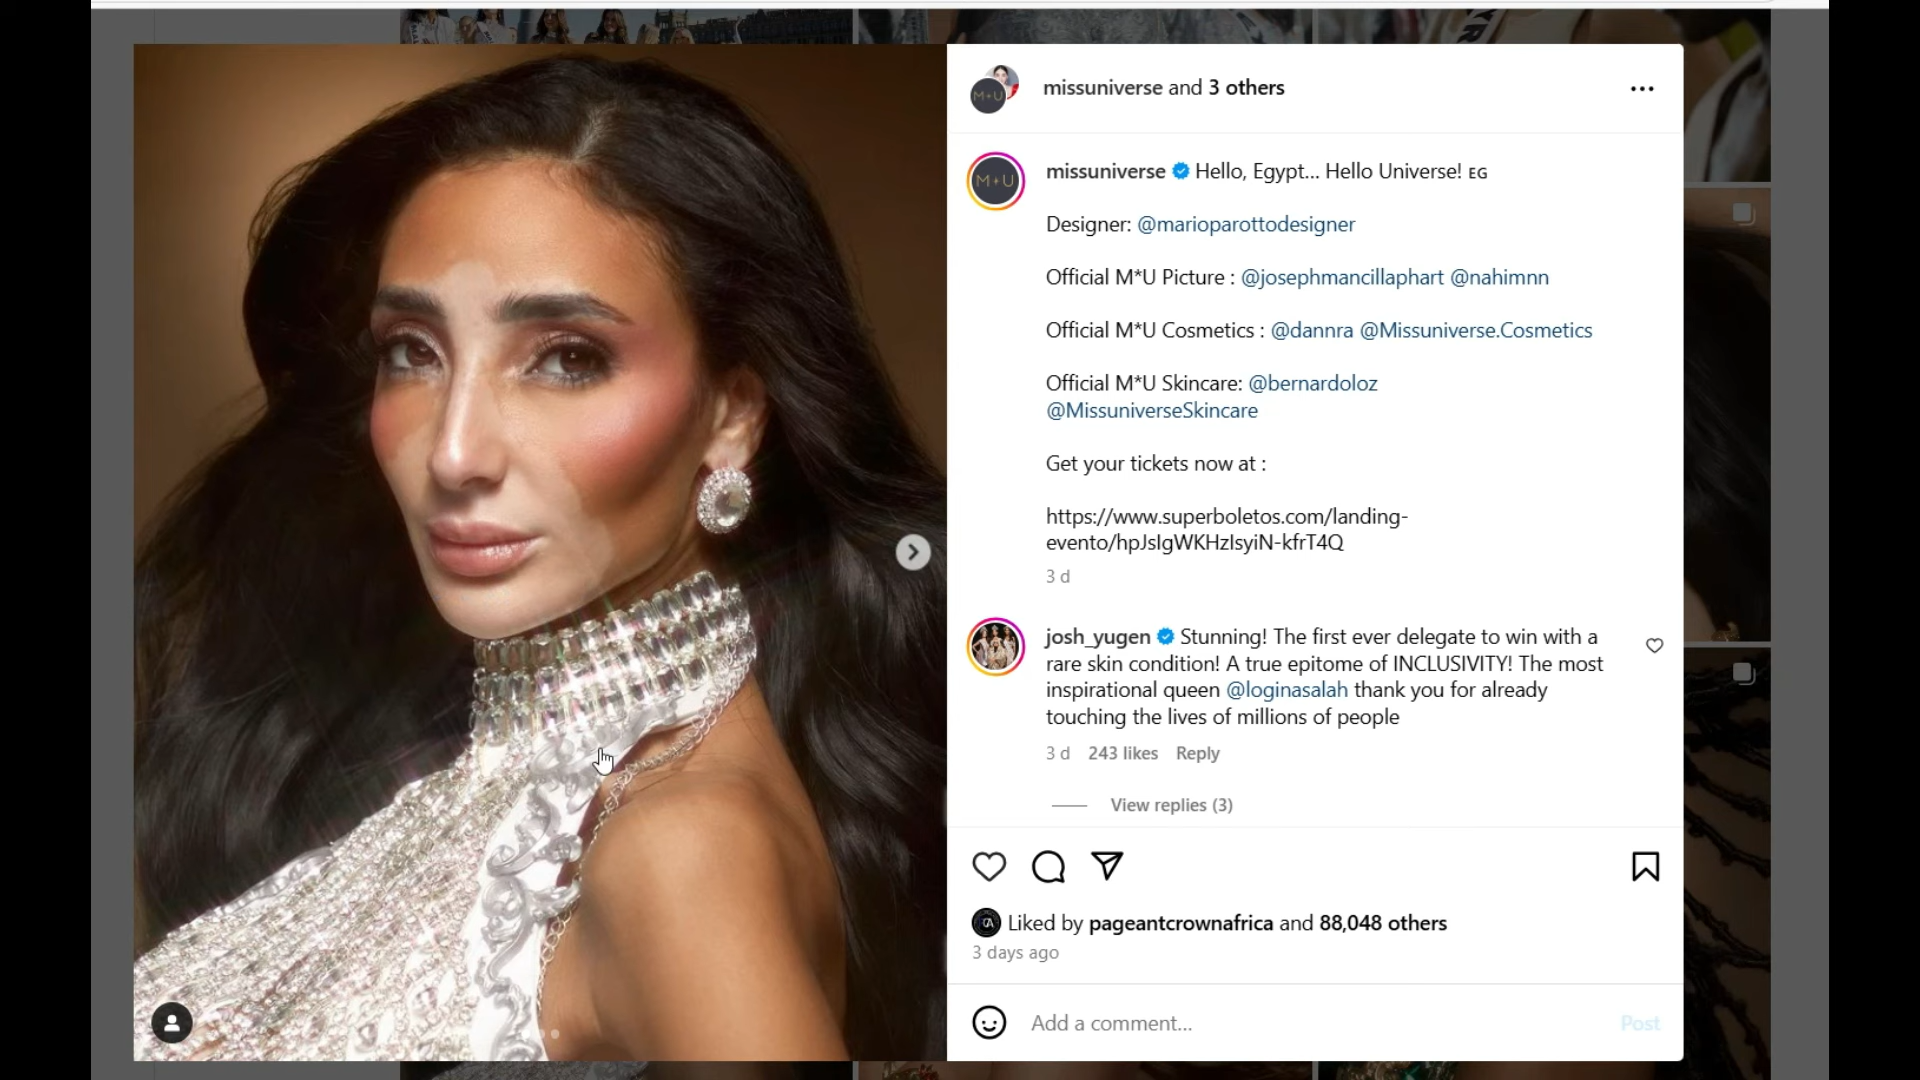 missuniverse and 3 others
M+U
missuniverse Hello, Egypt... Hello Universe! EG
M+U
Designer: @marioparottodesigner
Official M*U Picture : @josephmancillaphart @nahimnn
Official M*U Cosmetics : @dannra @Missuniverse.Cosmetics
Official M*U Skincare: @bernardoloz
@MissuniverseSkincare
Get your tickets now at :
https://www.superboletos.com/landing-
evento/hpJsIgWKHzIsyiN-kfrT4Q
3 d
josh_yugen Stunning! The first ever delegate to win with a
rare skin condition! A true epitome of INCLUSIVITY! The most
inspirational queen @loginasalah thank you for already
touching the lives of millions of people
3 d 243 likes Reply
View replies (3)
Liked by pageantcrownafrica and 88,048 others
3 days ago
Add a comment... Post